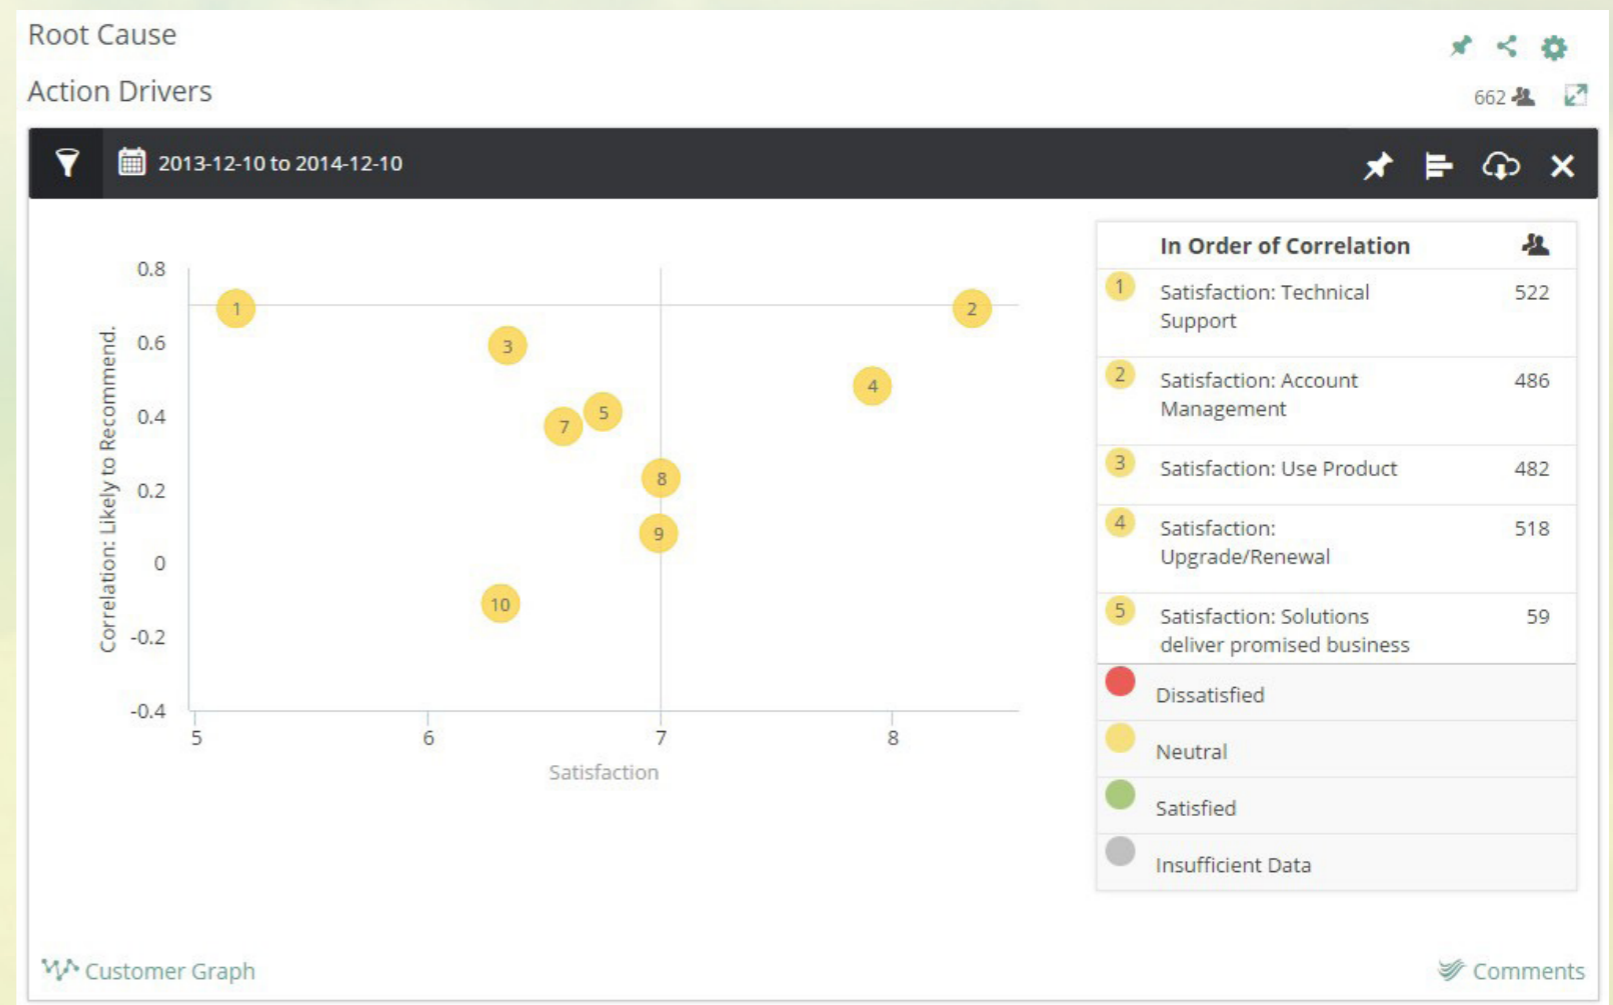 Root Cause
Action Drivers
662
2013-12-10 to 2014-12-10
0.8
0.6
0.4
0.2
0
-0.2
-0.4
Correlation: Likely to Recommend.
1
2
3
4
5
7
8
9
10
5
6
7
8
Satisfaction
In Order of Correlation
1 Satisfaction: Technical 522
Support
2 Satisfaction: Account 486
Management
3 Satisfaction: Use Product 482
4 Satisfaction: 518
Upgrade/Renewal
5 Satisfaction: Solutions 59
deliver promised business
Dissatisfied
Neutral
Satisfied
Insufficient Data
Customer Graph
Comments